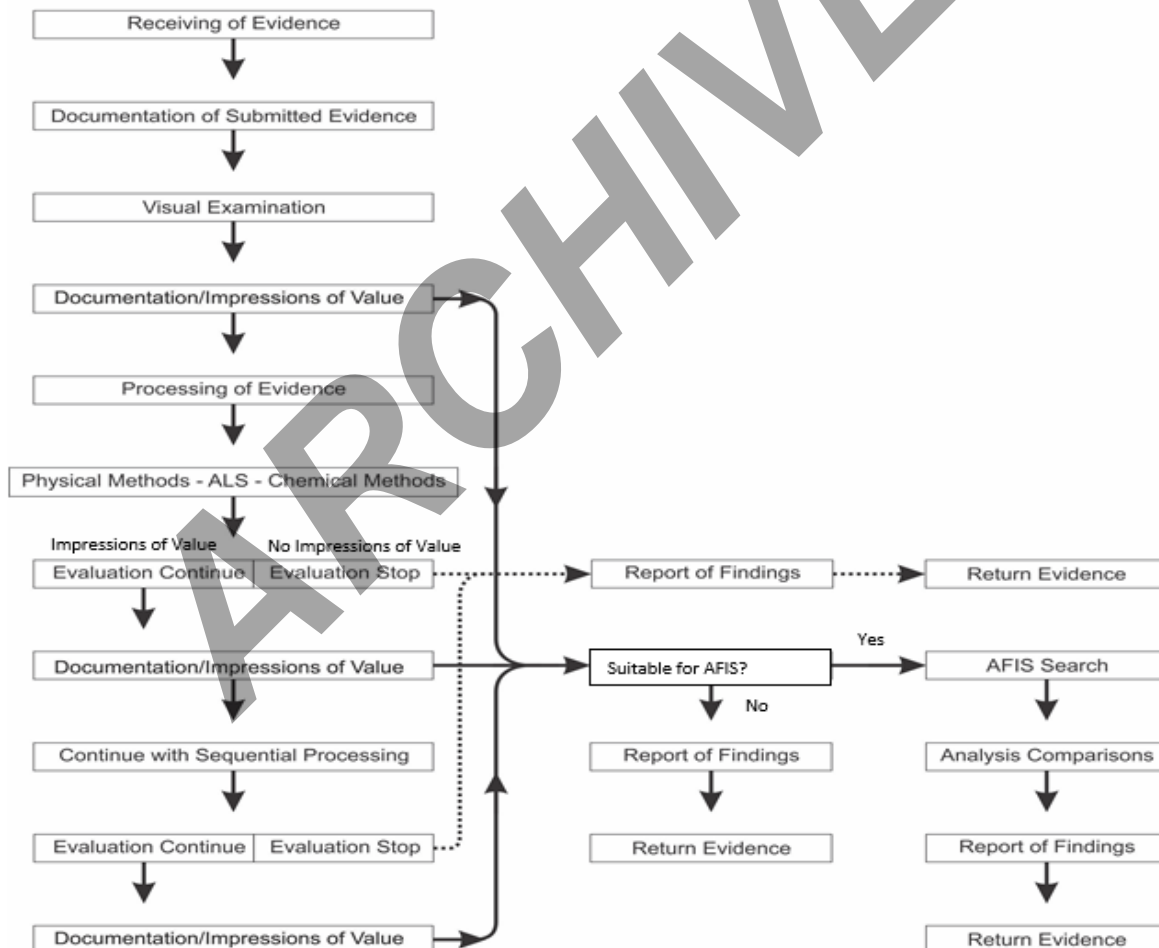 Receiving of Evidence
Documentation of Submitted Evidence
Visual Examination
Documentation/Impressions of Value
Processing of Evidence
Physical Methods - ALS - Chemical Methods
Impressions of Value No Impressions of Value
Evaluation Continue Evaluation Stop Report of Findings Return Evidence
Yes
Documentation/Impressions of Value Suitable for AFIS? AFIS Search
No
Continue with Sequential Processing Report of Findings Analysis Comparisons
Evaluation Continue Evaluation Stop Return Evidence Report of Findings
Documentation/Impressions of Value Return Evidence
ARCHIVE